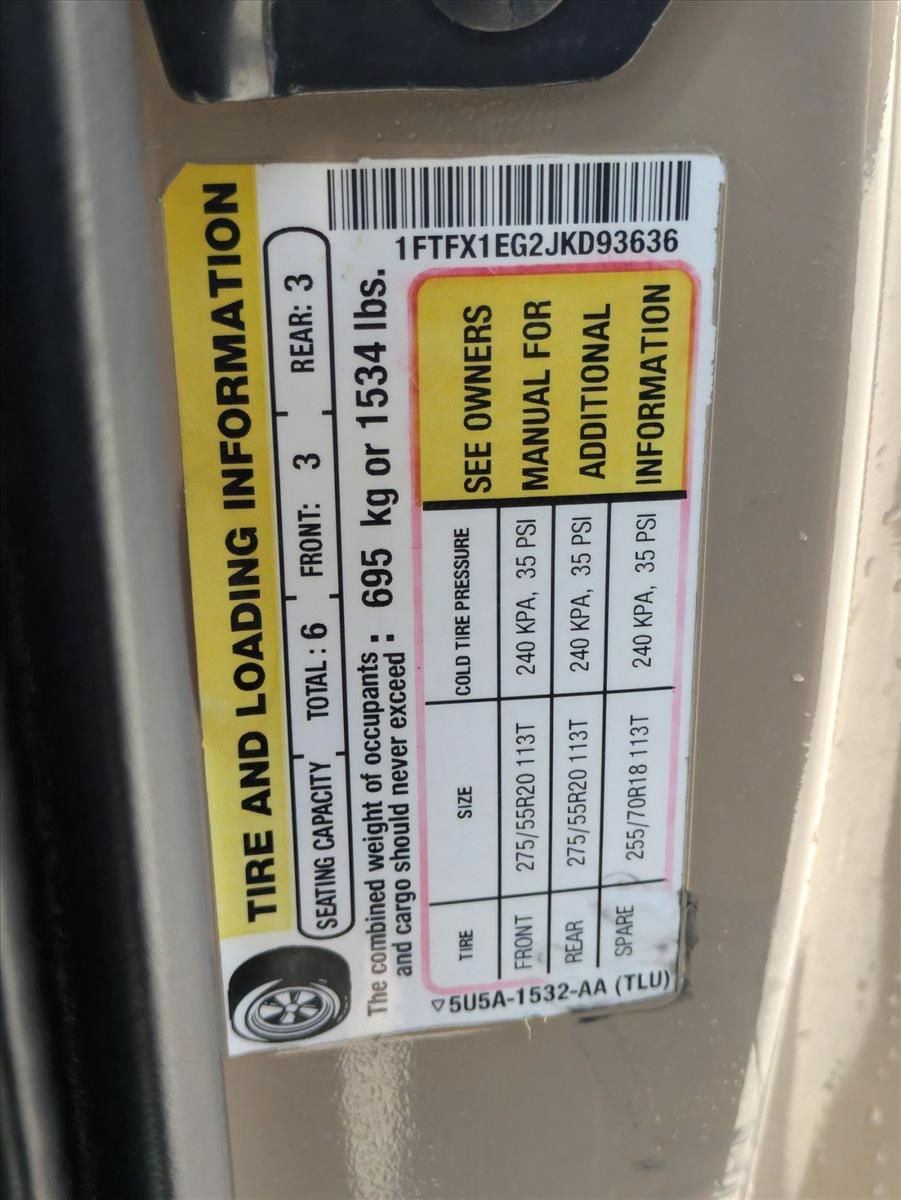 TIRE AND LOADING INFORMATION
SEATING CAPACITY TOTAL: 6 FRONT: 3 REAR: 3
The combined weight of occupants : 695 kg or 1534 lbs.
and cargo should never exceed :
TIRE SIZE COLD TIRE PRESSURE
FRONT 275/55R20 113T 240 KPA, 35 PSI
REAR 275/55R20 113T 240 KPA, 35 PSI
SPARE 255/70R18 113T 240 KPA, 35 PSI
SEE OWNERS
MANUAL FOR
ADDITIONAL
INFORMATION
▽5U5A-1532-AA (TLU)
1FTFX1EG2JKD93636